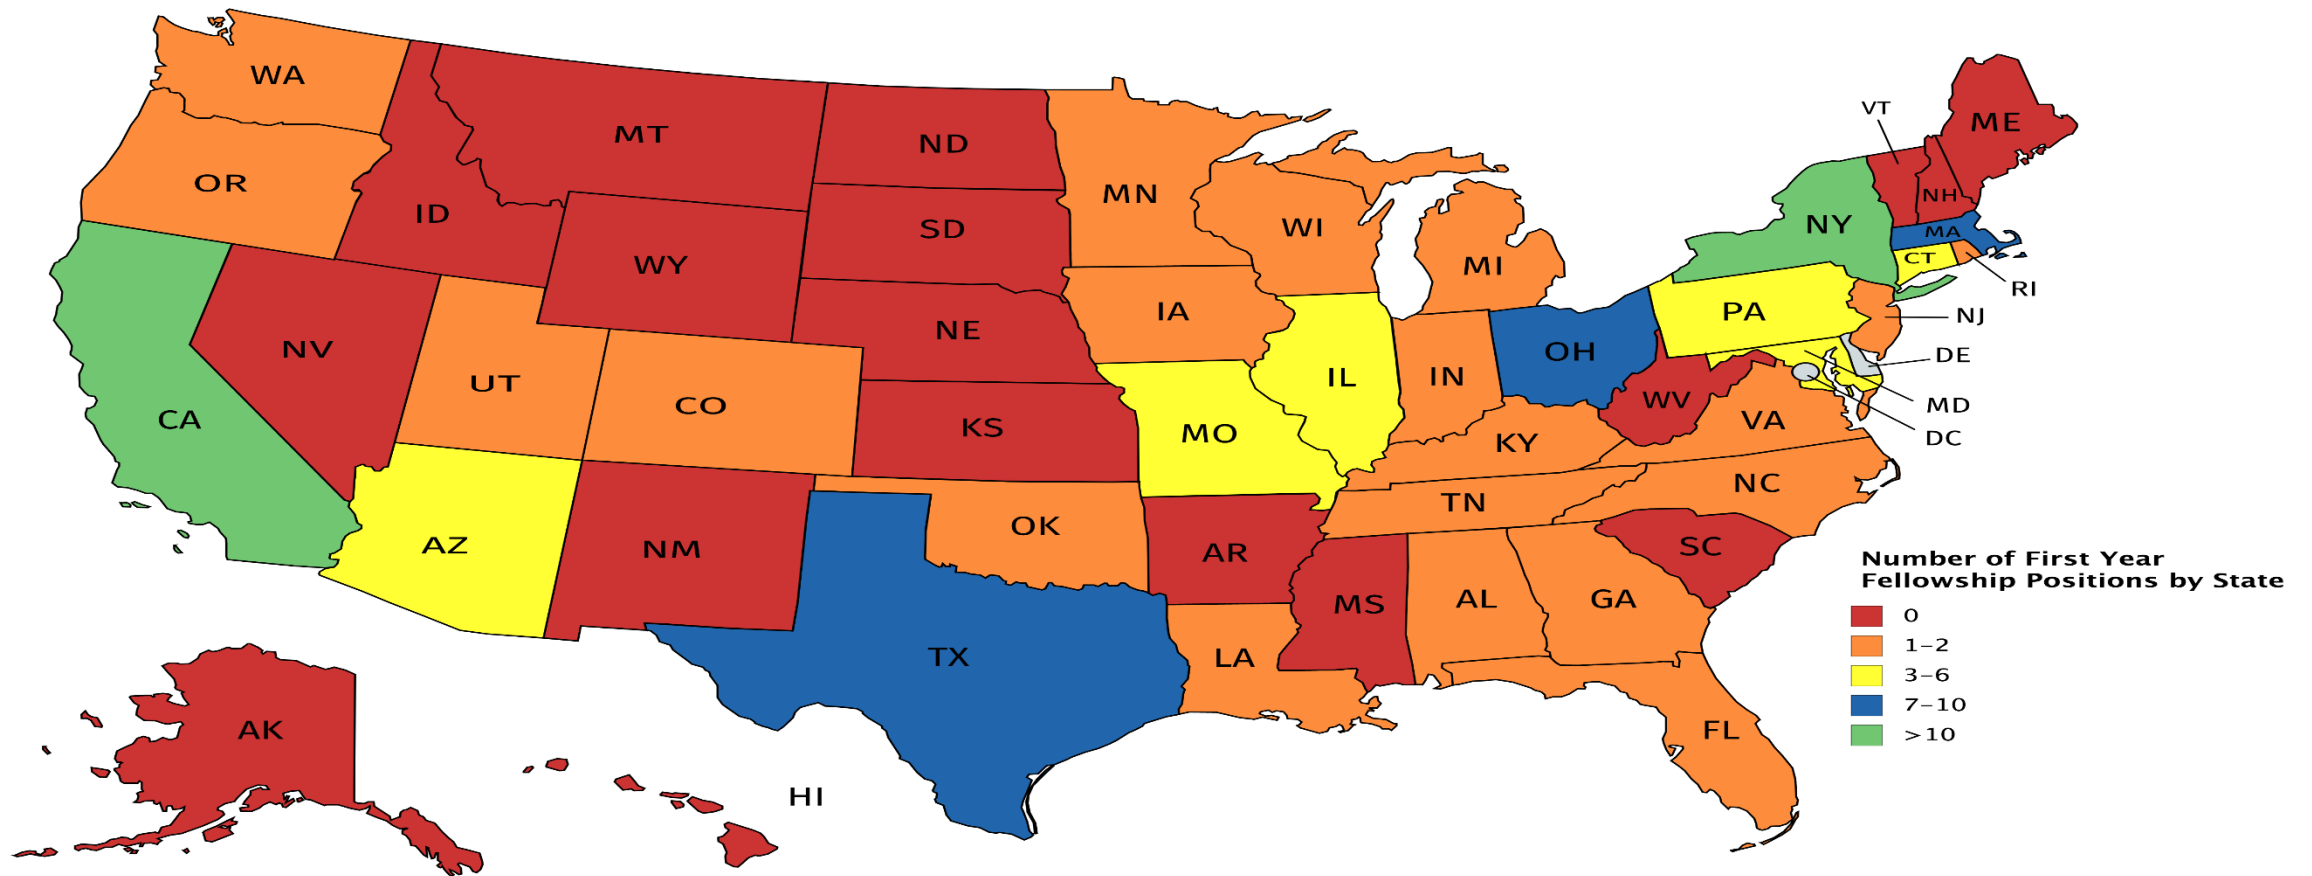 WA
OR
CA
ID
NV
MT
WY
UT
AZ
CO
NM
ND
SD
NE
KS
OK
TX
MN
IA
MO
AR
LA
WI
IL
MS
MI
IN
KY
TN
AL
OH
WV
VA
NC
SC
GA
FL
PA
NY
VT
NH
ME
MA
CT
RI
NJ
DE
MD
DC
AK
HI
Number of First Year
Fellowship Positions by State
0
1–2
3–6
7–10
>10